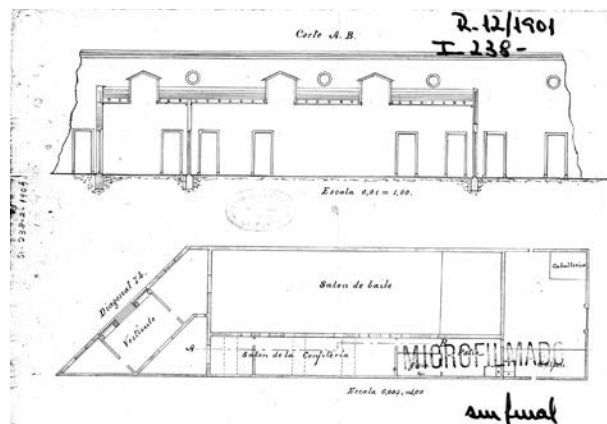 R-12/1901
I-238-
Corte A. B.
Escala 0,01 = 1,00.
Diagonal 74.
Vestíbulo
Salon de baile
Caballeriza
A
Salon de la Confitería
MICROFILMADO
Escala 0,004 = 1,00
sin final